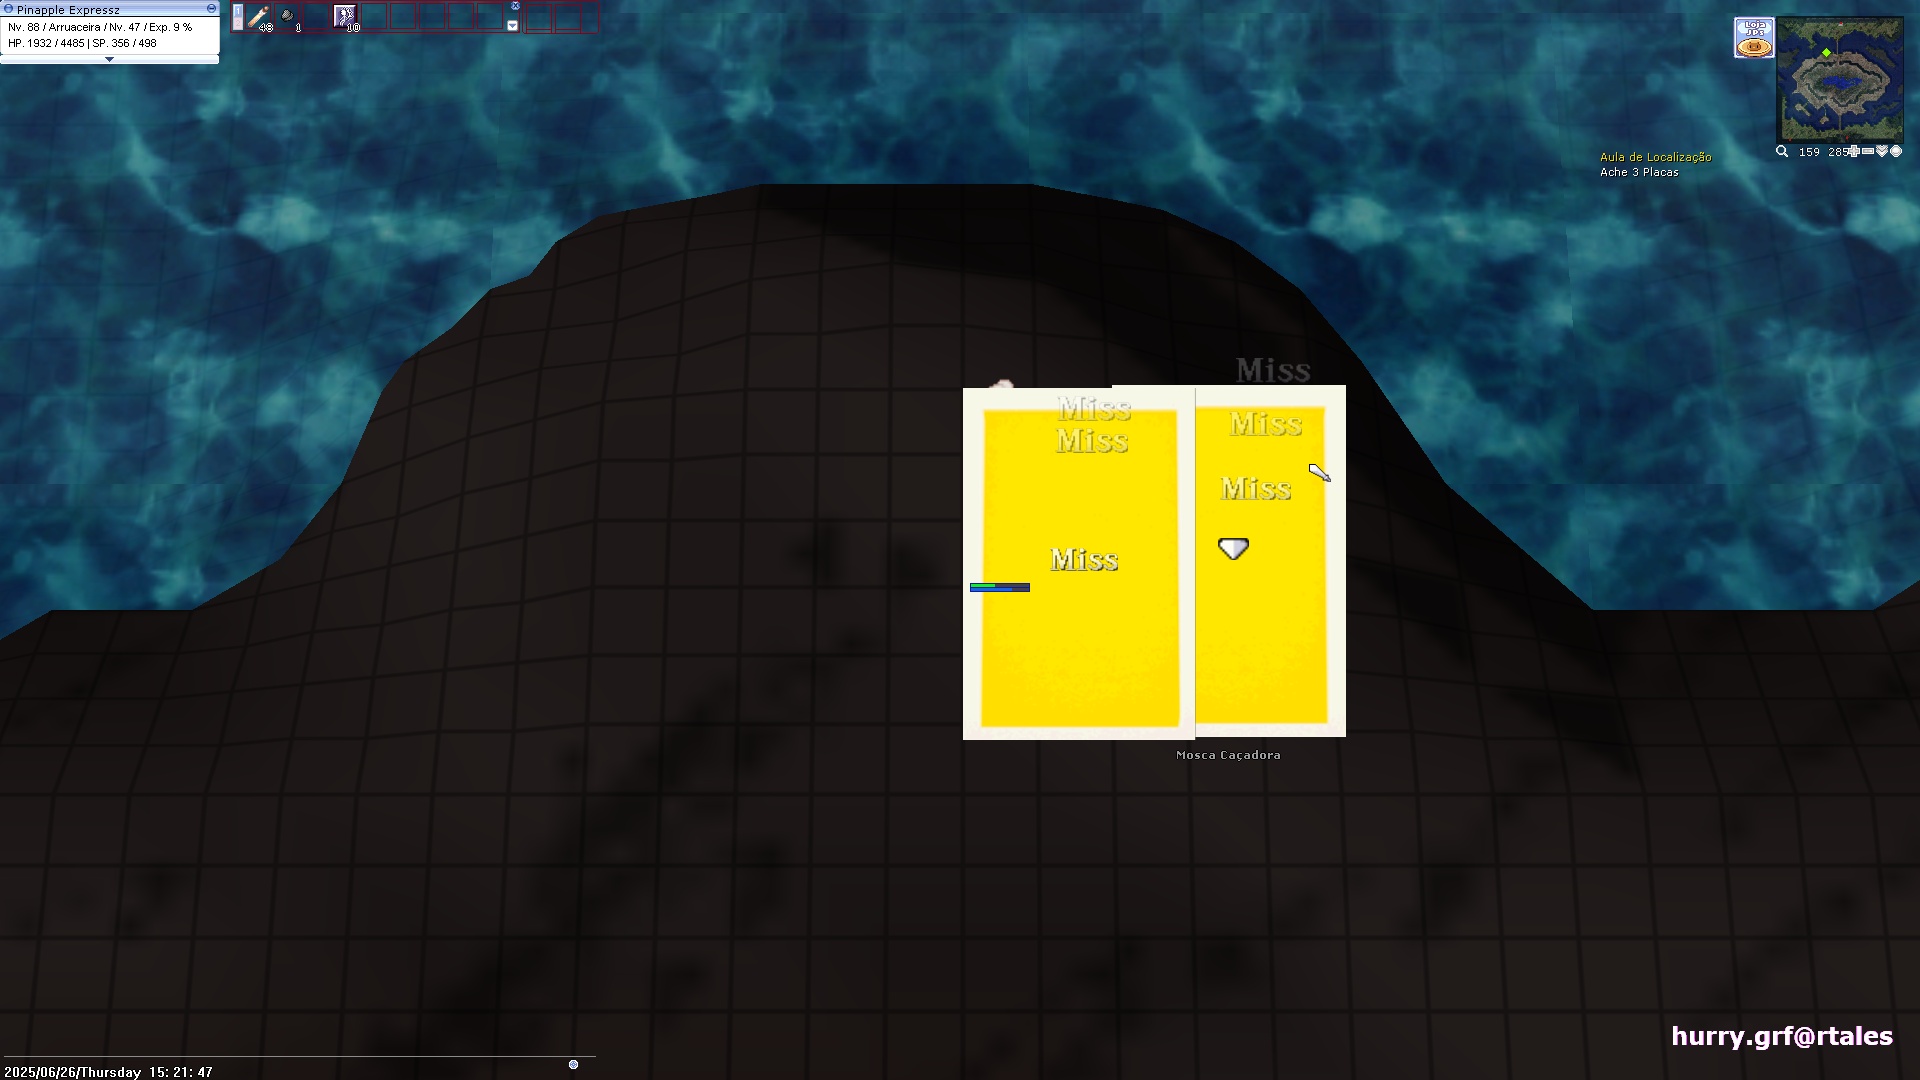 Pinapple Expressz
Nv. 88 / Arruaceira / Nv. 47 / Exp. 9 %
HP. 1932 / 4485 | SP. 356 / 498
48
1
10
Loja
JPs
159 285
Aula de Localização
Ache 3 Placas
Miss
Miss
Miss
Miss
Miss
Miss
Mosca Caçadora
hurry.grf@rtales
2025/06/26/Thursday 15:21:47